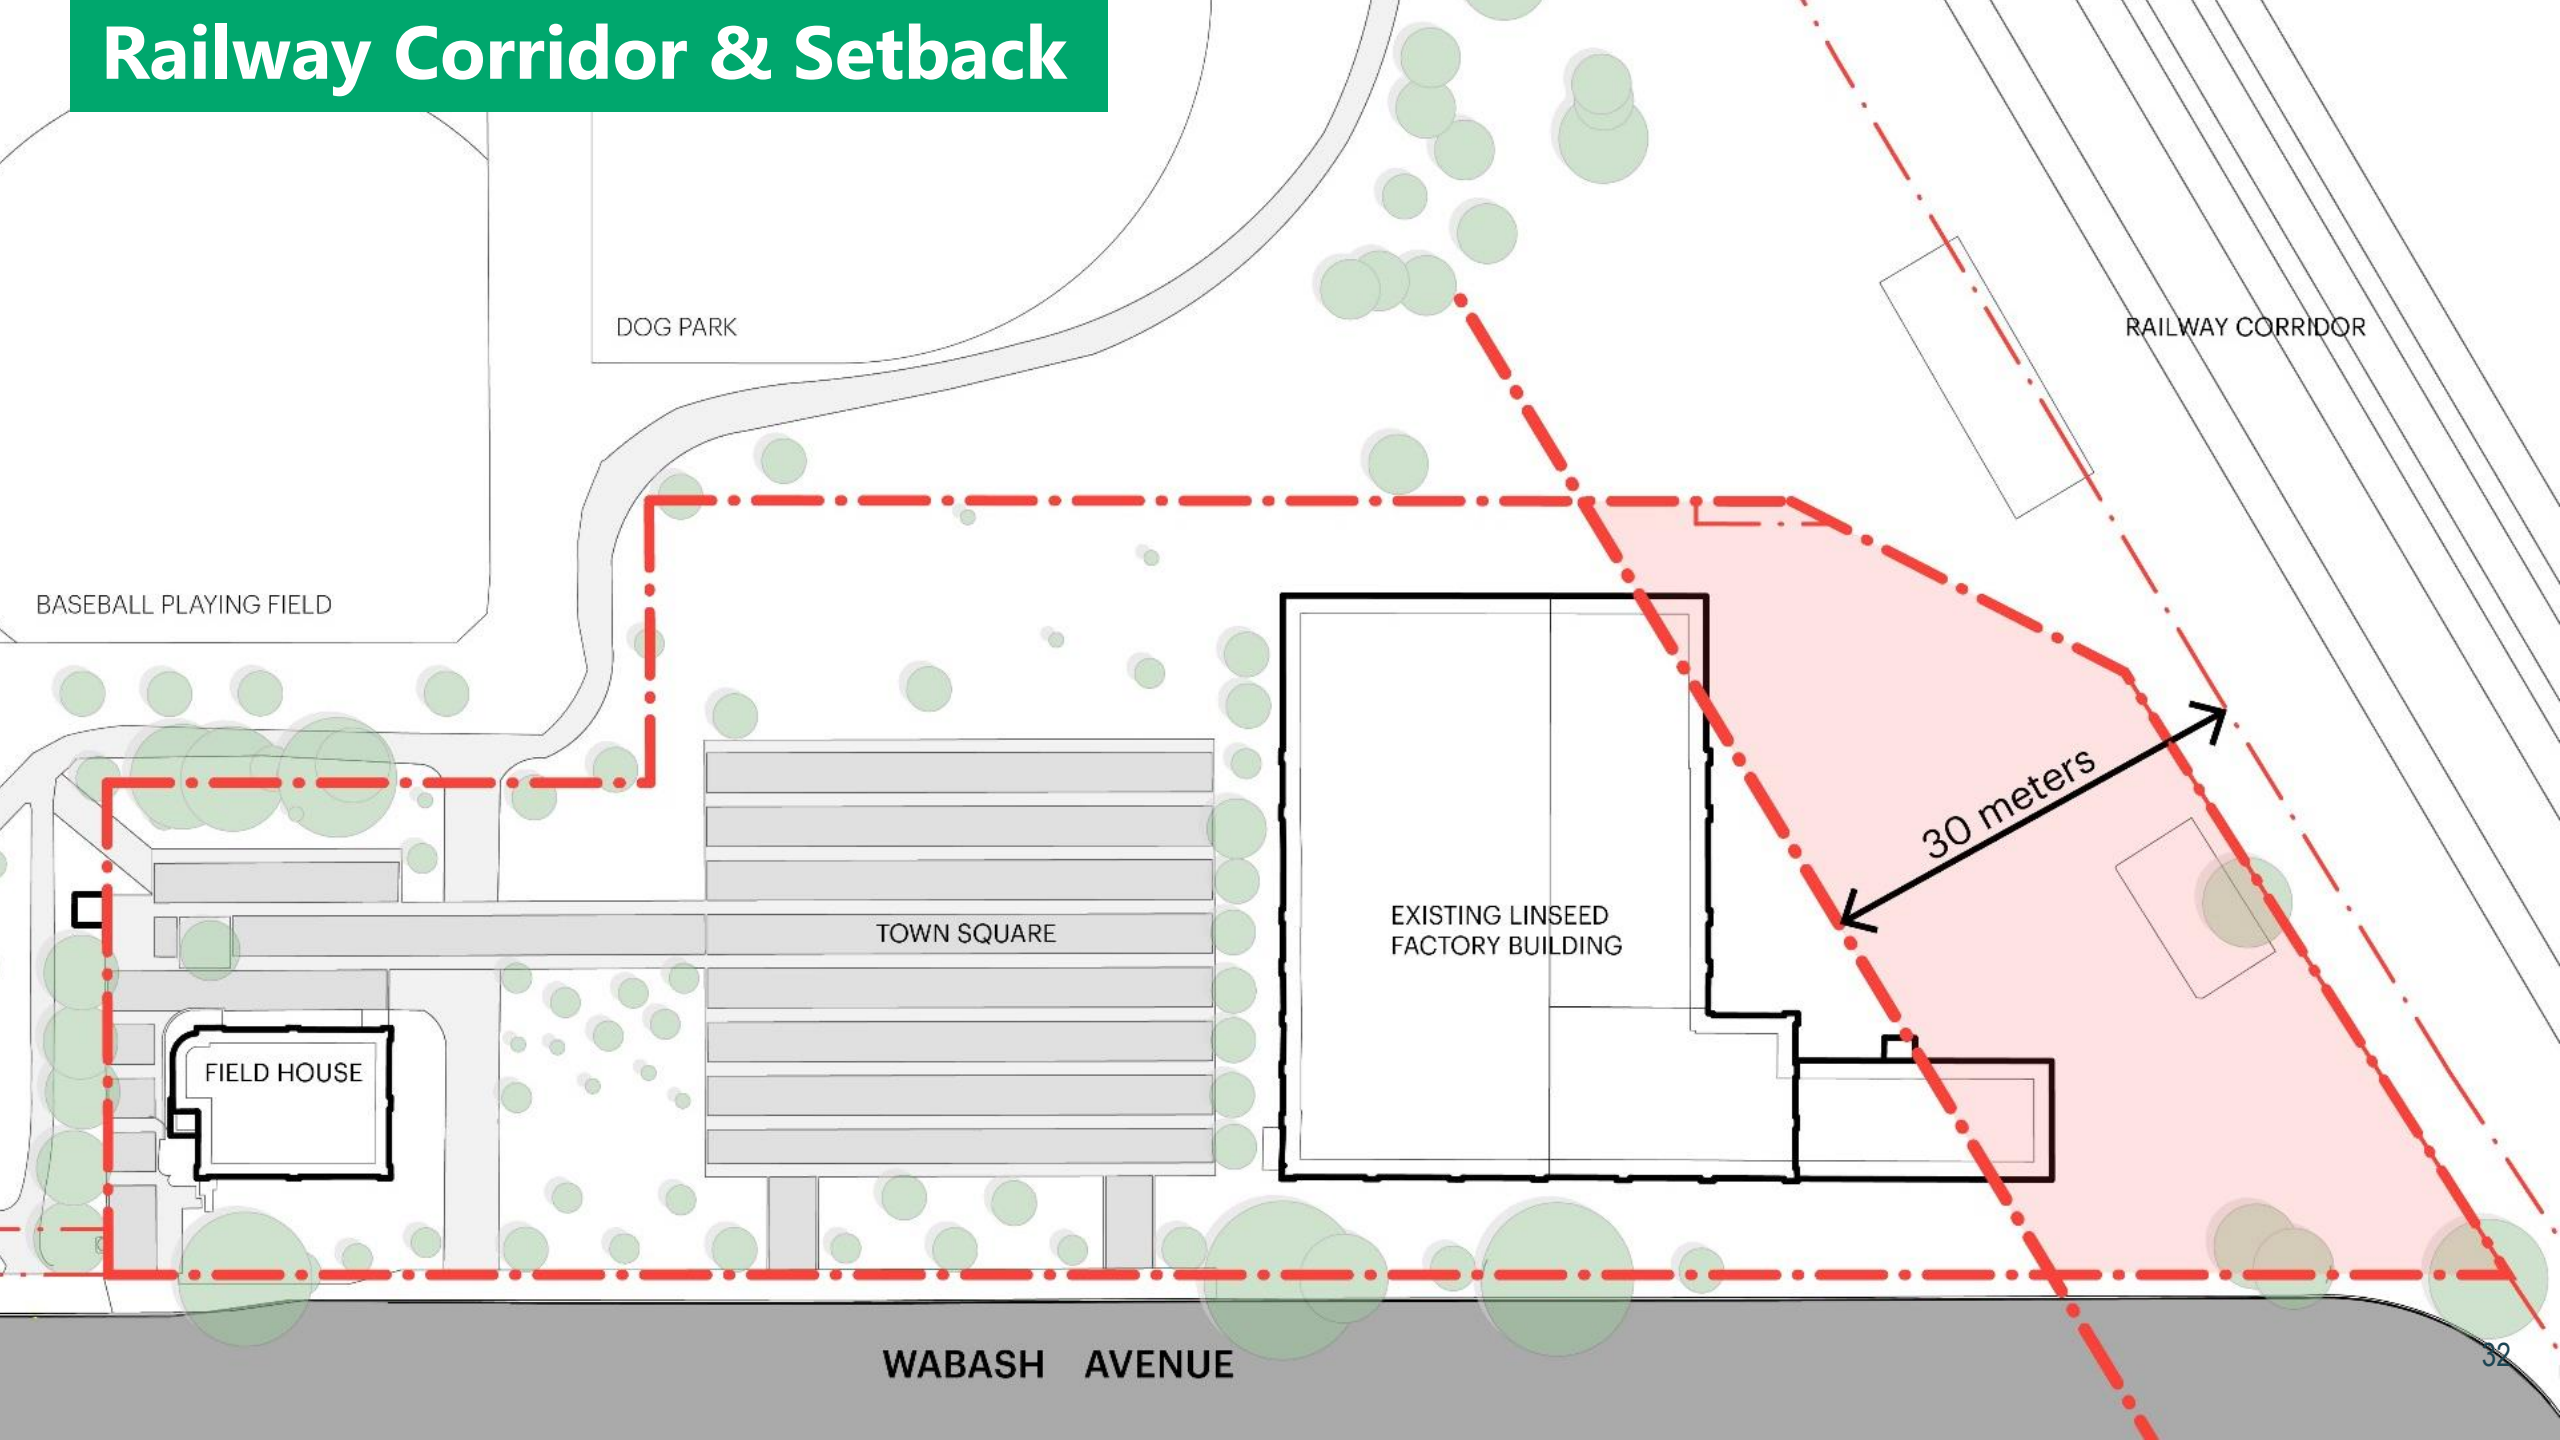 Railway Corridor & Setback
DOG PARK
RAILWAY CORRIDOR
BASEBALL PLAYING FIELD
30 meters
EXISTING LINSEED
FACTORY BUILDING
TOWN SQUARE
FIELD HOUSE
WABASH AVENUE
32